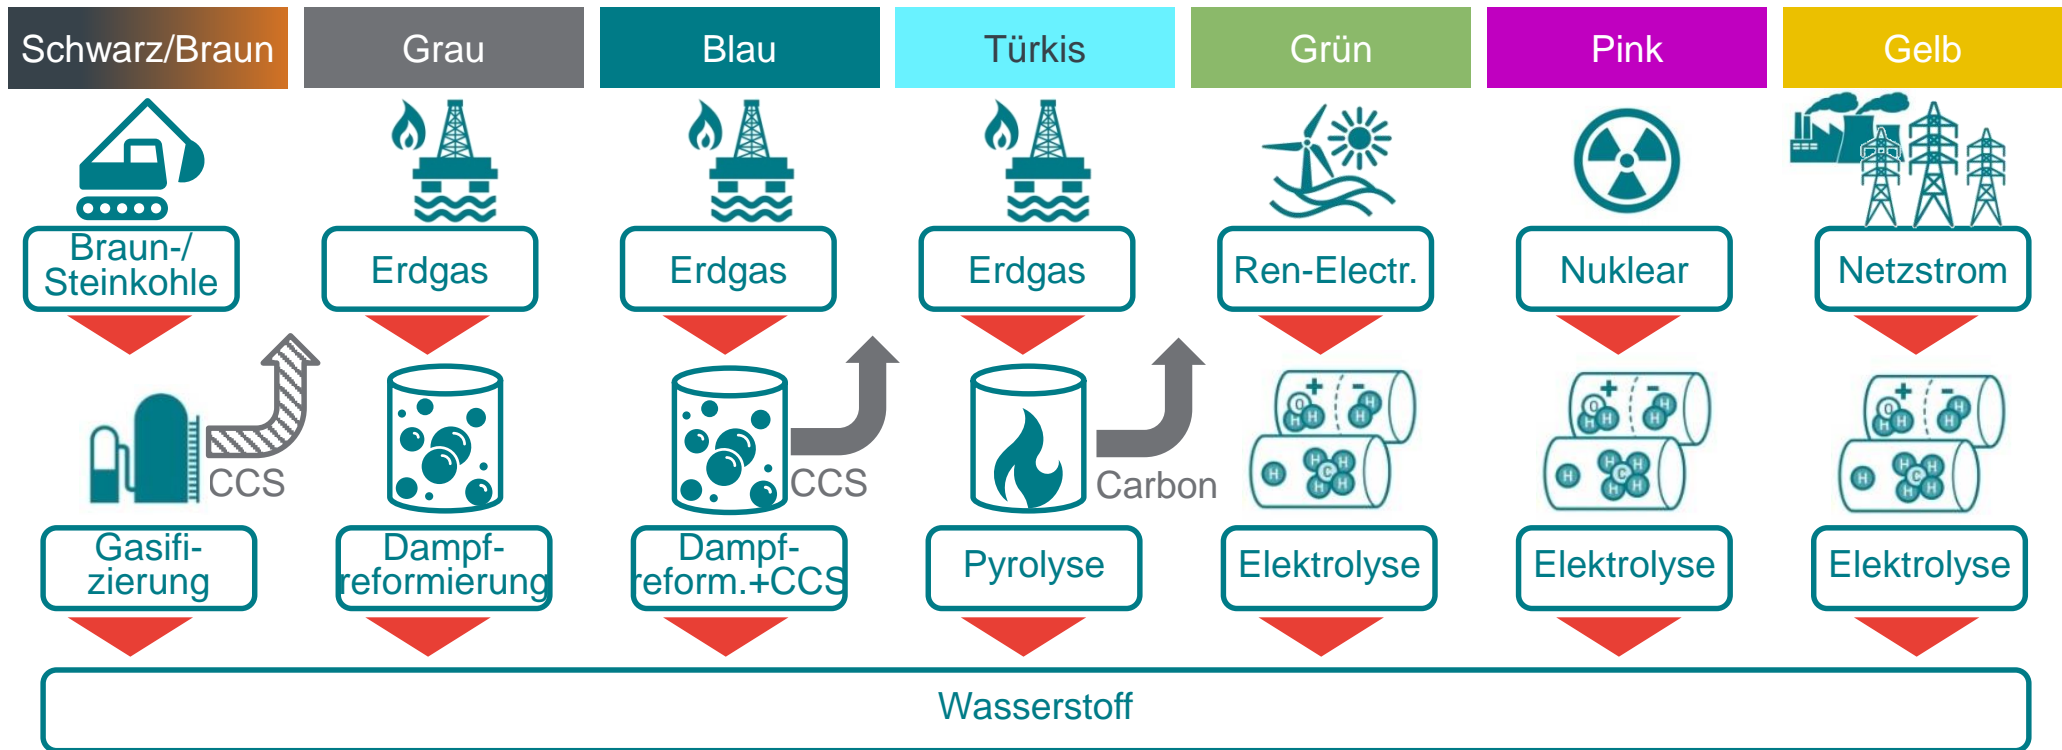 Schwarz/Braun
Grau
Blau
Türkis
Grün
Pink
Gelb
Braun-/
Steinkohle
Erdgas
Erdgas
Erdgas
Ren-Electr.
Nuklear
Netzstrom
CCS
CCS
Carbon
+ -
O H H H H
H H H C H H
+ -
O H H H H
H H H C H H
+ -
O H H H H
H H H C H H
Gasifi-
zierung
Dampf-
reformierung
Dampf-
reform.+CCS
Pyrolyse
Elektrolyse
Elektrolyse
Elektrolyse
Wasserstoff